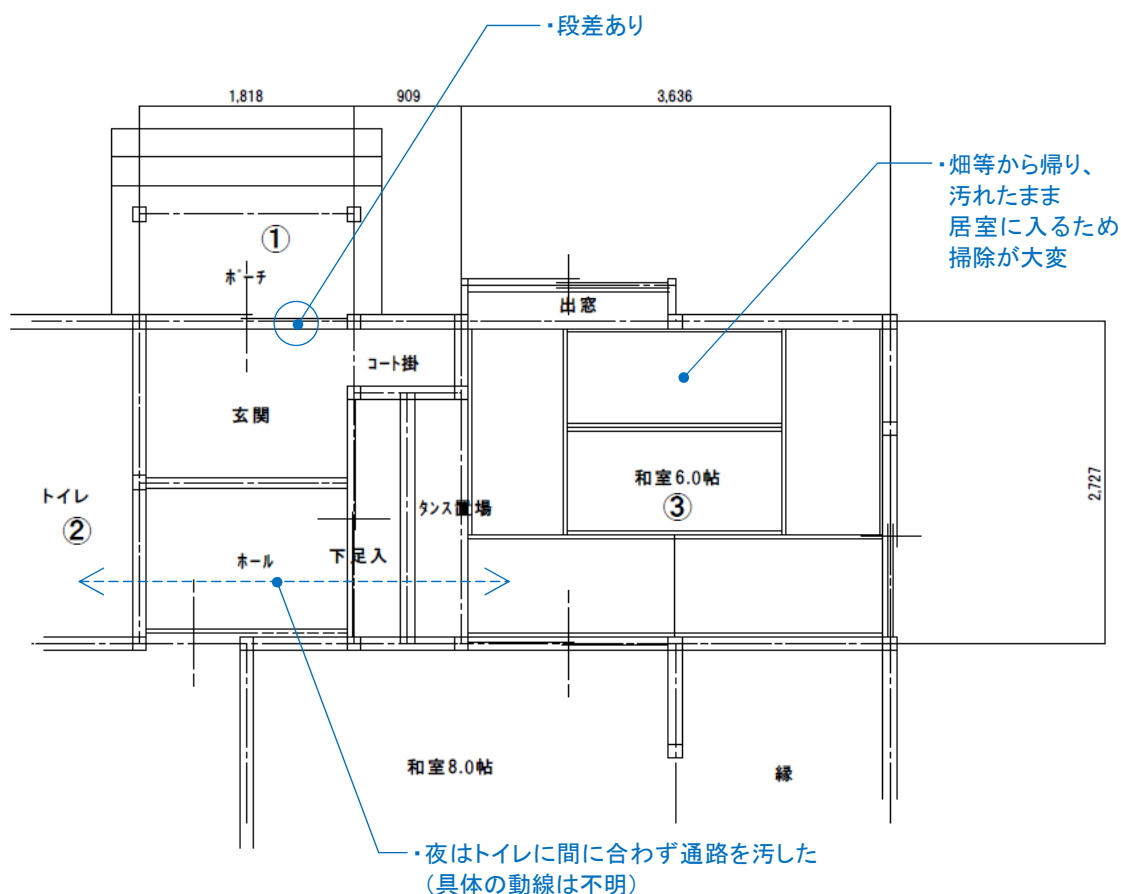 ・段差あり
1,818
909
3,636
・畑等から帰り、
汚れたまま
居室に入るため
掃除が大変
①
ポーチ
出窓
コート掛
玄関
和室6.0帖
③
2,727
トイレ
②
タンス置場
下足入
ホール
和室8.0帖
縁
・夜はトイレに間に合わず通路を汚した
（具体の動線は不明）